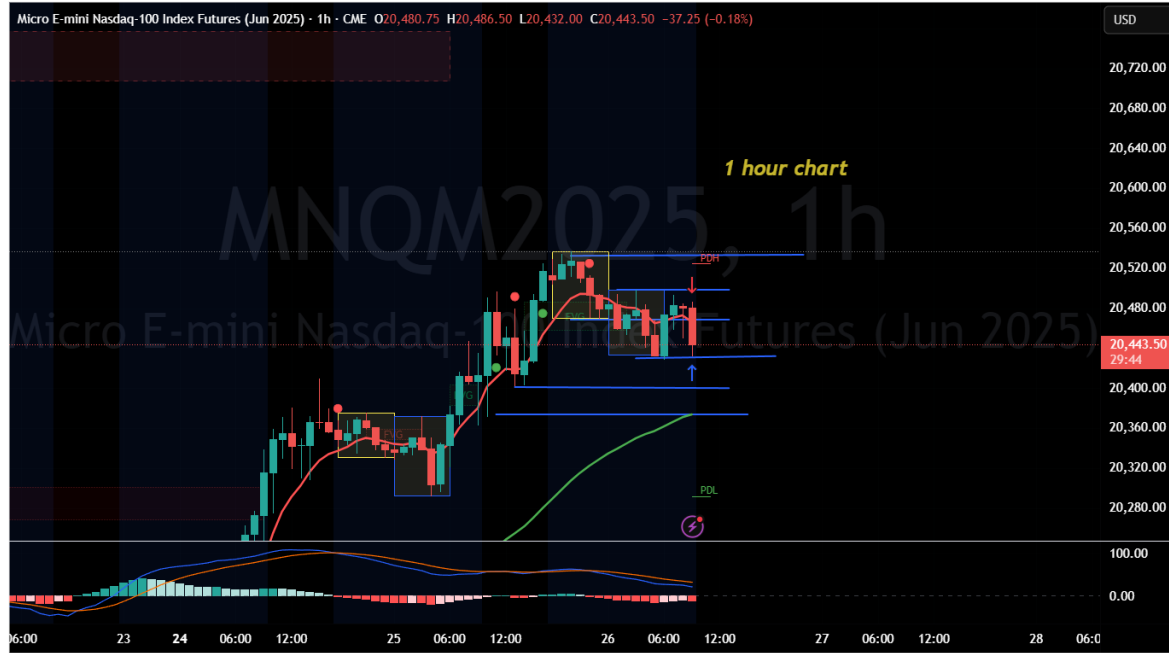 Micro E-mini Nasdaq-100 Index Futures (Jun 2025) · 1h · CME O20,480.75 H20,486.50 L20,432.00 C20,443.50 −37.25 (−0.18%)
USD
20,720.00
20,680.00
20,640.00
1 hour chart
20,600.00
MNQM2025, 1h
20,560.00
PDH
20,520.00
20,480.00
FVG
Micro E-mini Nasdaq-100 Index Futures (Jun 2025)
20,443.50
29:44
20,400.00
FVG
20,360.00
FVG
20,320.00
PDL
20,280.00
100.00
0.00
06:00 23 24 06:00 12:00 25 06:00 12:00 26 06:00 12:00 27 06:00 12:00 28